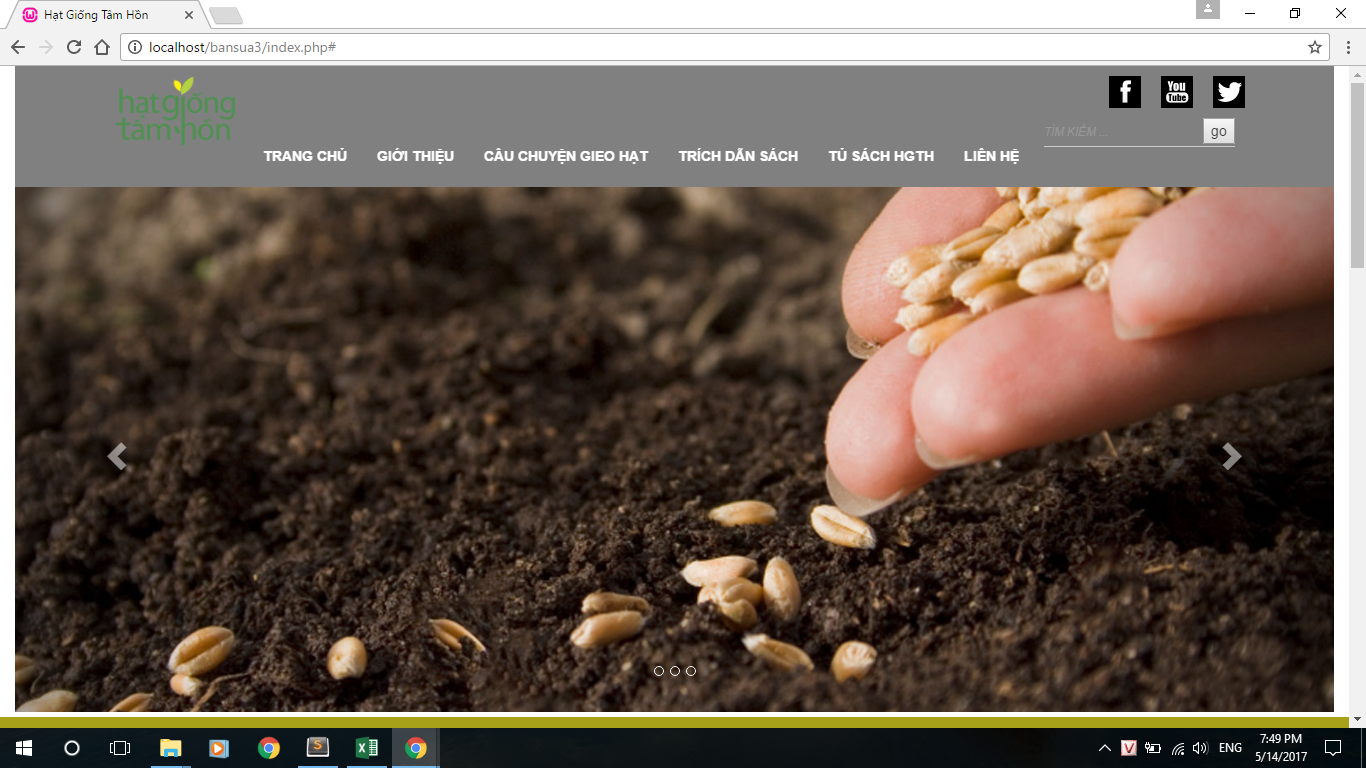 Hạt Giống Tâm Hồn
localhost/bansua3/index.php#
hạt giống
tâm hồn
You
Tube
TÌM KIẾM ...
go
TRANG CHỦ GIỚI THIỆU CÂU CHUYỆN GIEO HẠT TRÍCH DẪN SÁCH TỦ SÁCH HGTH LIÊN HỆ
ENG
7:49 PM
5/14/2017